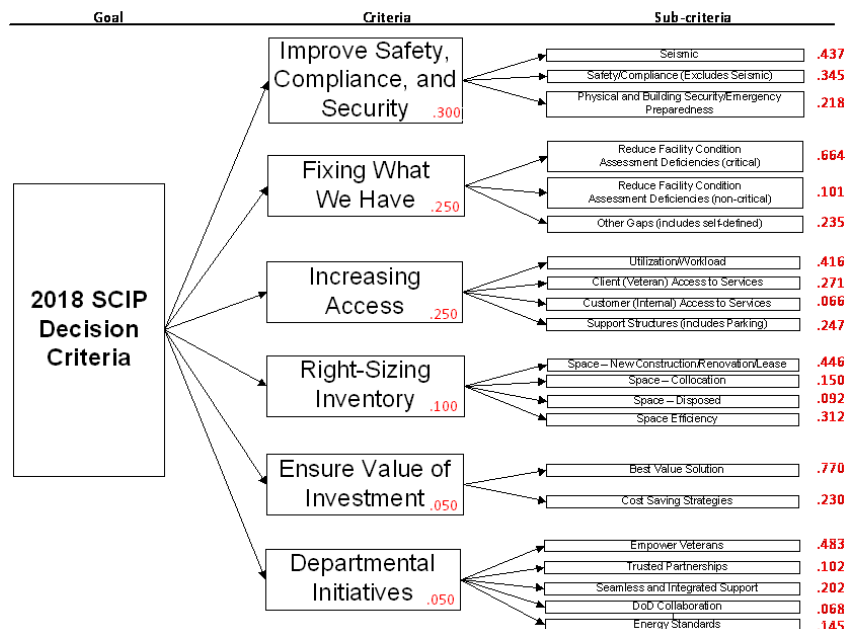 Goal Criteria Sub-criteria
2018 SCIP
Decision
Criteria
Improve Safety,
Compliance, and
Security .300
Seismic .437
Safety/Compliance (Excludes Seismic) .345
Physical and Building Security/Emergency
Preparedness .218
Fixing What
We Have .250
Reduce Facility Condition
Assessment Deficiencies (critical) .664
Reduce Facility Condition
Assessment Deficiencies (non-critical) .101
Other Gaps (includes self-defined) .235
Increasing
Access .250
Utilization/Workload .416
Client (Veteran) Access to Services .271
Customer (Internal) Access to Services .066
Support Structures (includes Parking) .247
Right-Sizing
Inventory .100
Space – New Construction/Renovation/Lease .446
Space – Collocation .150
Space – Disposed .092
Space Efficiency .312
Ensure Value of
Investment .050
Best Value Solution .770
Cost Saving Strategies .230
Departmental
Initiatives .050
Empower Veterans .483
Trusted Partnerships .102
Seamless and Integrated Support .202
DoD Collaboration .068
Energy Standards .145